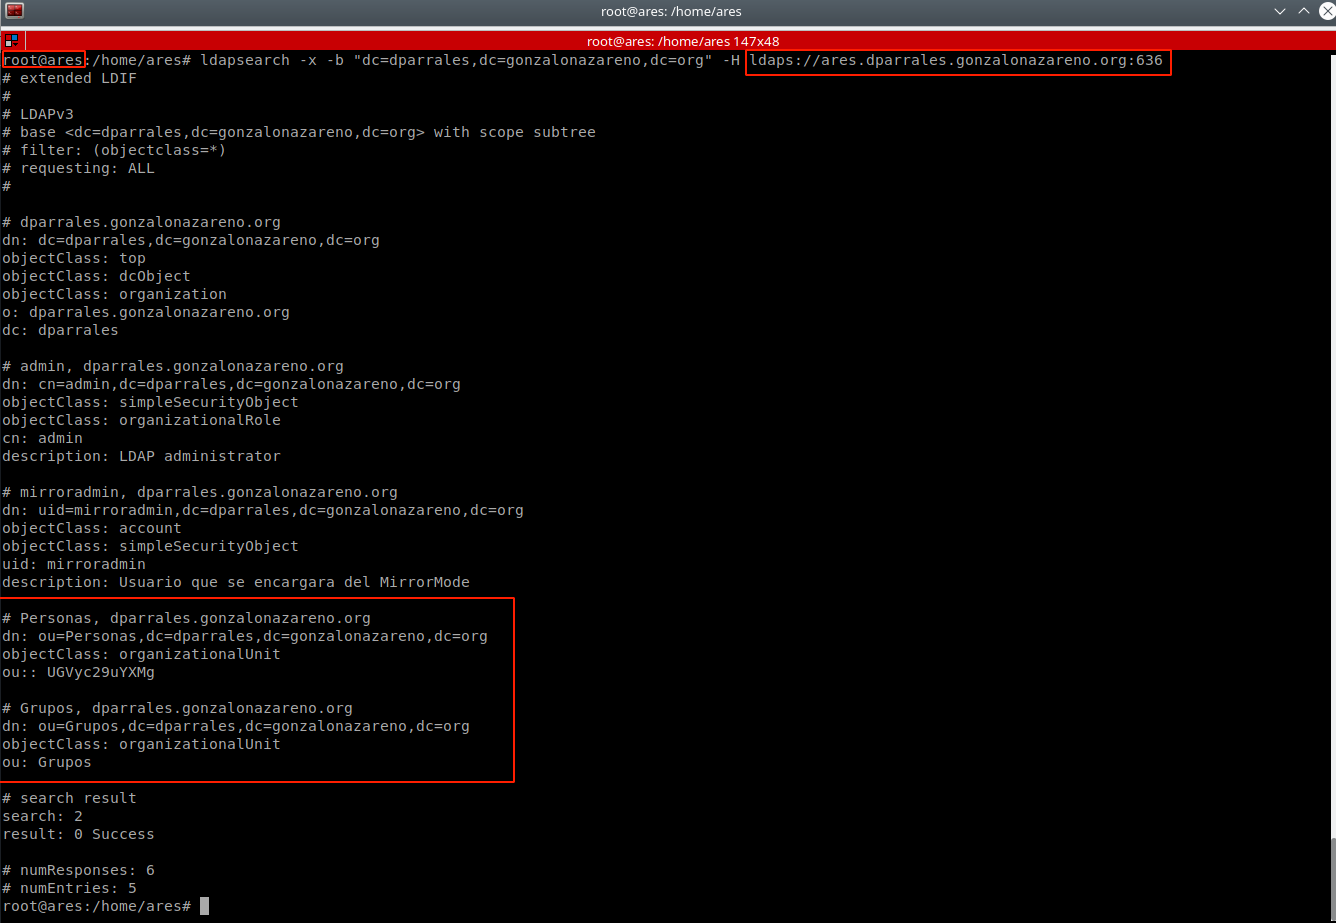 root@ares: /home/ares
root@ares: /home/ares 147x48
root@ares:/home/ares# ldapsearch -x -b "dc=dparrales,dc=gonzalonazareno,dc=org" -H ldaps://ares.dparrales.gonzalonazareno.org:636
# extended LDIF
#
# LDAPv3
# base <dc=dparrales,dc=gonzalonazareno,dc=org> with scope subtree
# filter: (objectclass=*)
# requesting: ALL
#

# dparrales.gonzalonazareno.org
dn: dc=dparrales,dc=gonzalonazareno,dc=org
objectClass: top
objectClass: dcObject
objectClass: organization
o: dparrales.gonzalonazareno.org
dc: dparrales

# admin, dparrales.gonzalonazareno.org
dn: cn=admin,dc=dparrales,dc=gonzalonazareno,dc=org
objectClass: simpleSecurityObject
objectClass: organizationalRole
cn: admin
description: LDAP administrator

# mirroradmin, dparrales.gonzalonazareno.org
dn: uid=mirroradmin,dc=dparrales,dc=gonzalonazareno,dc=org
objectClass: account
objectClass: simpleSecurityObject
uid: mirroradmin
description: Usuario que se encargara del MirrorMode

# Personas, dparrales.gonzalonazareno.org
dn: ou=Personas,dc=dparrales,dc=gonzalonazareno,dc=org
objectClass: organizationalUnit
ou:: UGVyc29uYXMg

# Grupos, dparrales.gonzalonazareno.org
dn: ou=Grupos,dc=dparrales,dc=gonzalonazareno,dc=org
objectClass: organizationalUnit
ou: Grupos

# search result
search: 2
result: 0 Success

# numResponses: 6
# numEntries: 5
root@ares:/home/ares#